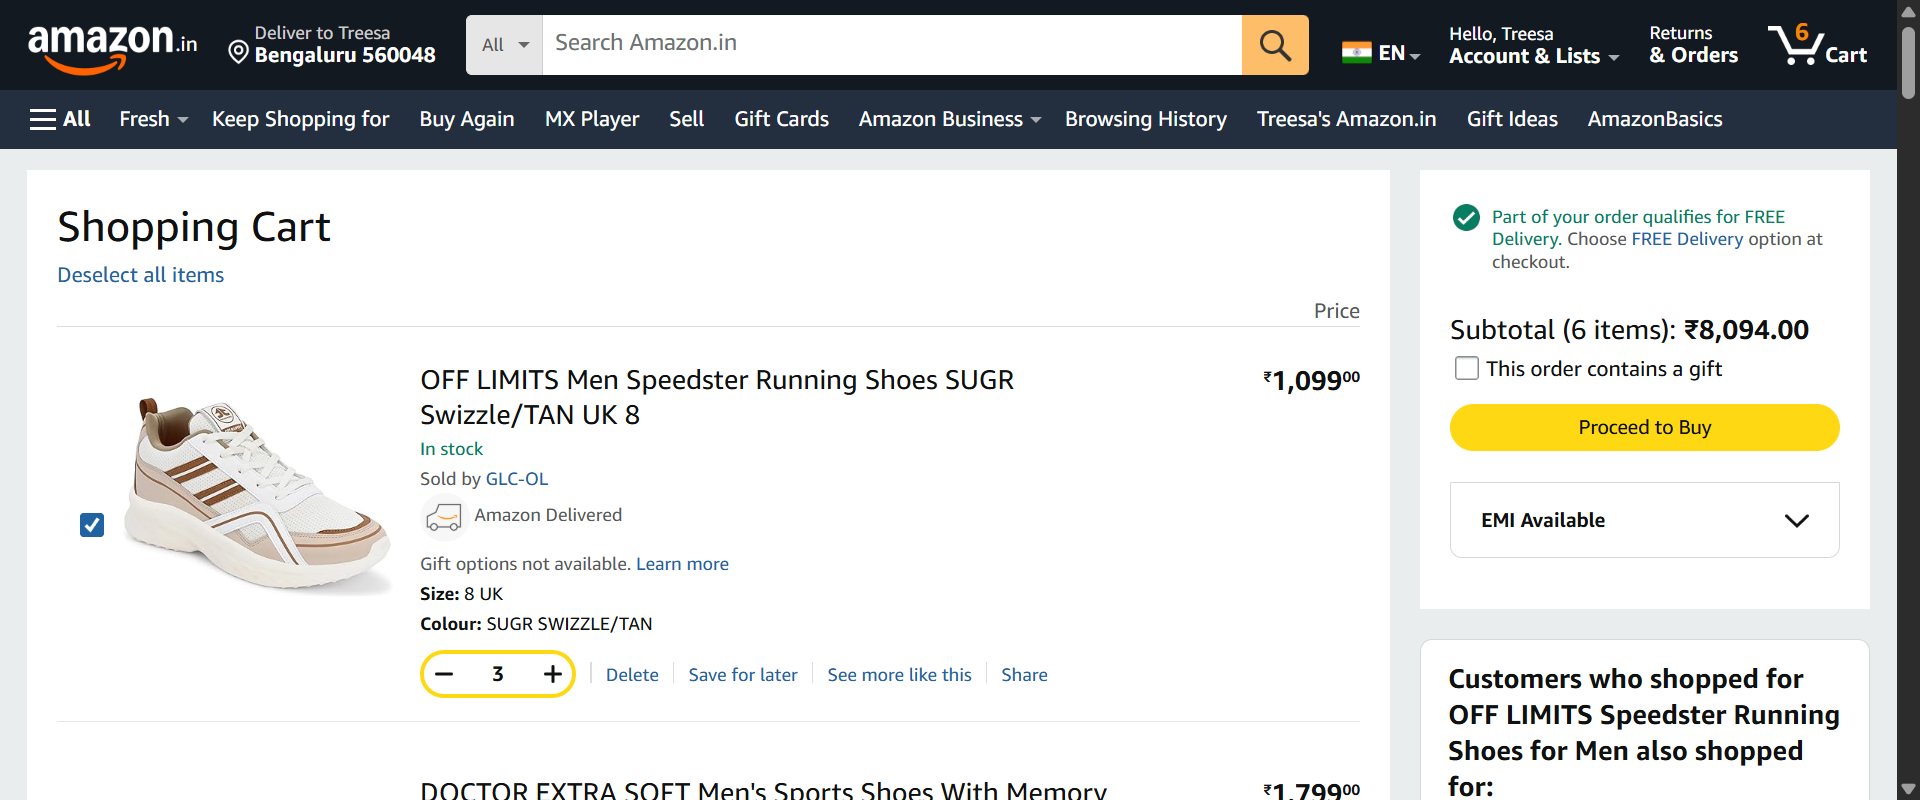 amazon.in
Deliver to Treesa
Bengaluru 560048
All
Search Amazon.in
EN
Hello, Treesa
Account & Lists
Returns
& Orders
6
Cart
All
Fresh
Keep Shopping for
Buy Again
MX Player
Sell
Gift Cards
Amazon Business
Browsing History
Treesa's Amazon.in
Gift Ideas
AmazonBasics
Shopping Cart
Deselect all items
Price
OFF LIMITS Men Speedster Running Shoes SUGR
Swizzle/TAN UK 8
₹1,09900
In stock
Sold by GLC-OL
Amazon Delivered
Gift options not available. Learn more
Size: 8 UK
Colour: SUGR SWIZZLE/TAN
3
Delete
Save for later
See more like this
Share
DOCTOR EXTRA SOFT Men's Sports Shoes With Memory
₹1,79900
Part of your order qualifies for FREE
Delivery. Choose FREE Delivery option at
checkout.
Subtotal (6 items): ₹8,094.00
This order contains a gift
Proceed to Buy
EMI Available
Customers who shopped for
OFF LIMITS Speedster Running
Shoes for Men also shopped
for: